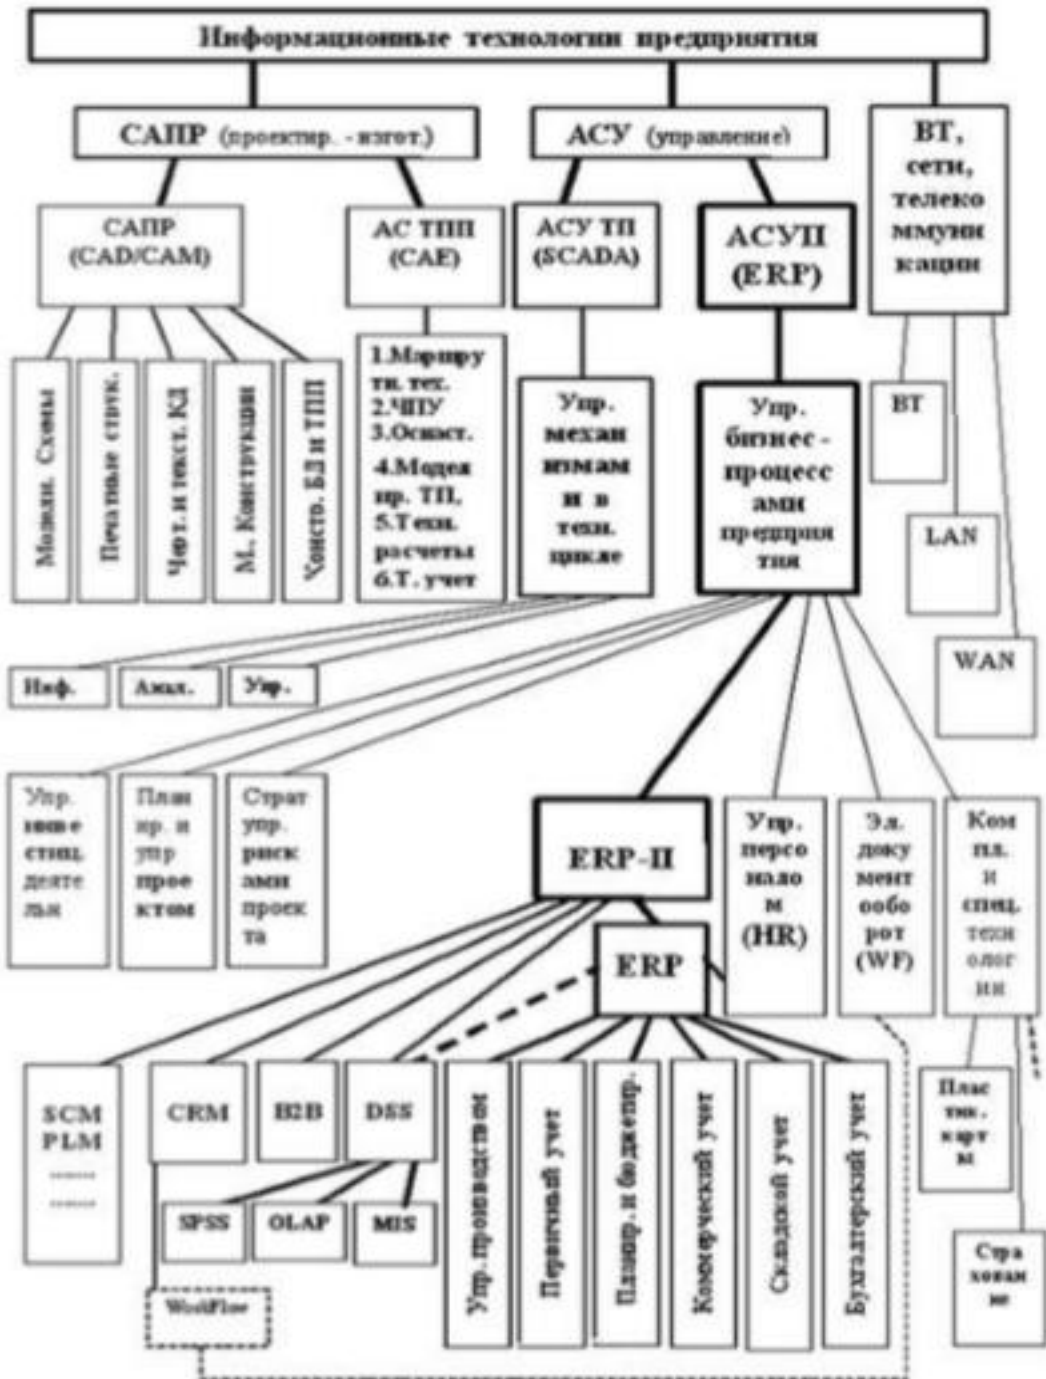 Информационные технологии предприятия
САПР (проектир. - изгот.)
АСУ (управление)
ВТ,
сети,
телеко
ммуни
кации
САПР
(CAD/CAM)
АС ТПП
(CAE)
АСУ ТП
(SCADA)
АСУП
(ERP)
Модели. Схемы
Печатные струк.
Черт. и текст. КД
М., Конструкции
Констр. БД и ТПП
1.Маршру
тн. тех.
2.ЧПУ
3.Оснаст.
4.Модел
ир. ТП,
5.Техн.
расчеты
6.Т. учет
Упр.
механ
измам
и в
техн.
цикле
Упр.
бизнес -
процесс
ами
предприя
тия
ВТ
LAN
WAN
Инф.
Анал.
Упр.
Упр.
инве
стиц.
деяте
льн
План
ир. и
упр
прое
ктом
Страт
упр.
риск
ами
проек
та
ERP-II
Упр.
персо
нало
м
(HR)
Эл.
доку
мент
ообо
рот
(WF)
Ком
пл.
и
спец.
техн
олог
ии
ERP
SCM
PLM
.......
.......
CRM
B2B
DSS
SPSS
OLAP
MIS
WorkFlow
Упр. производством
Первичный учет
Планир. и бюджетир.
Коммерческий учет
Складской учет
Бухгалтерский учет
Плас
тик.
карт
ы
Стра
хован
ие